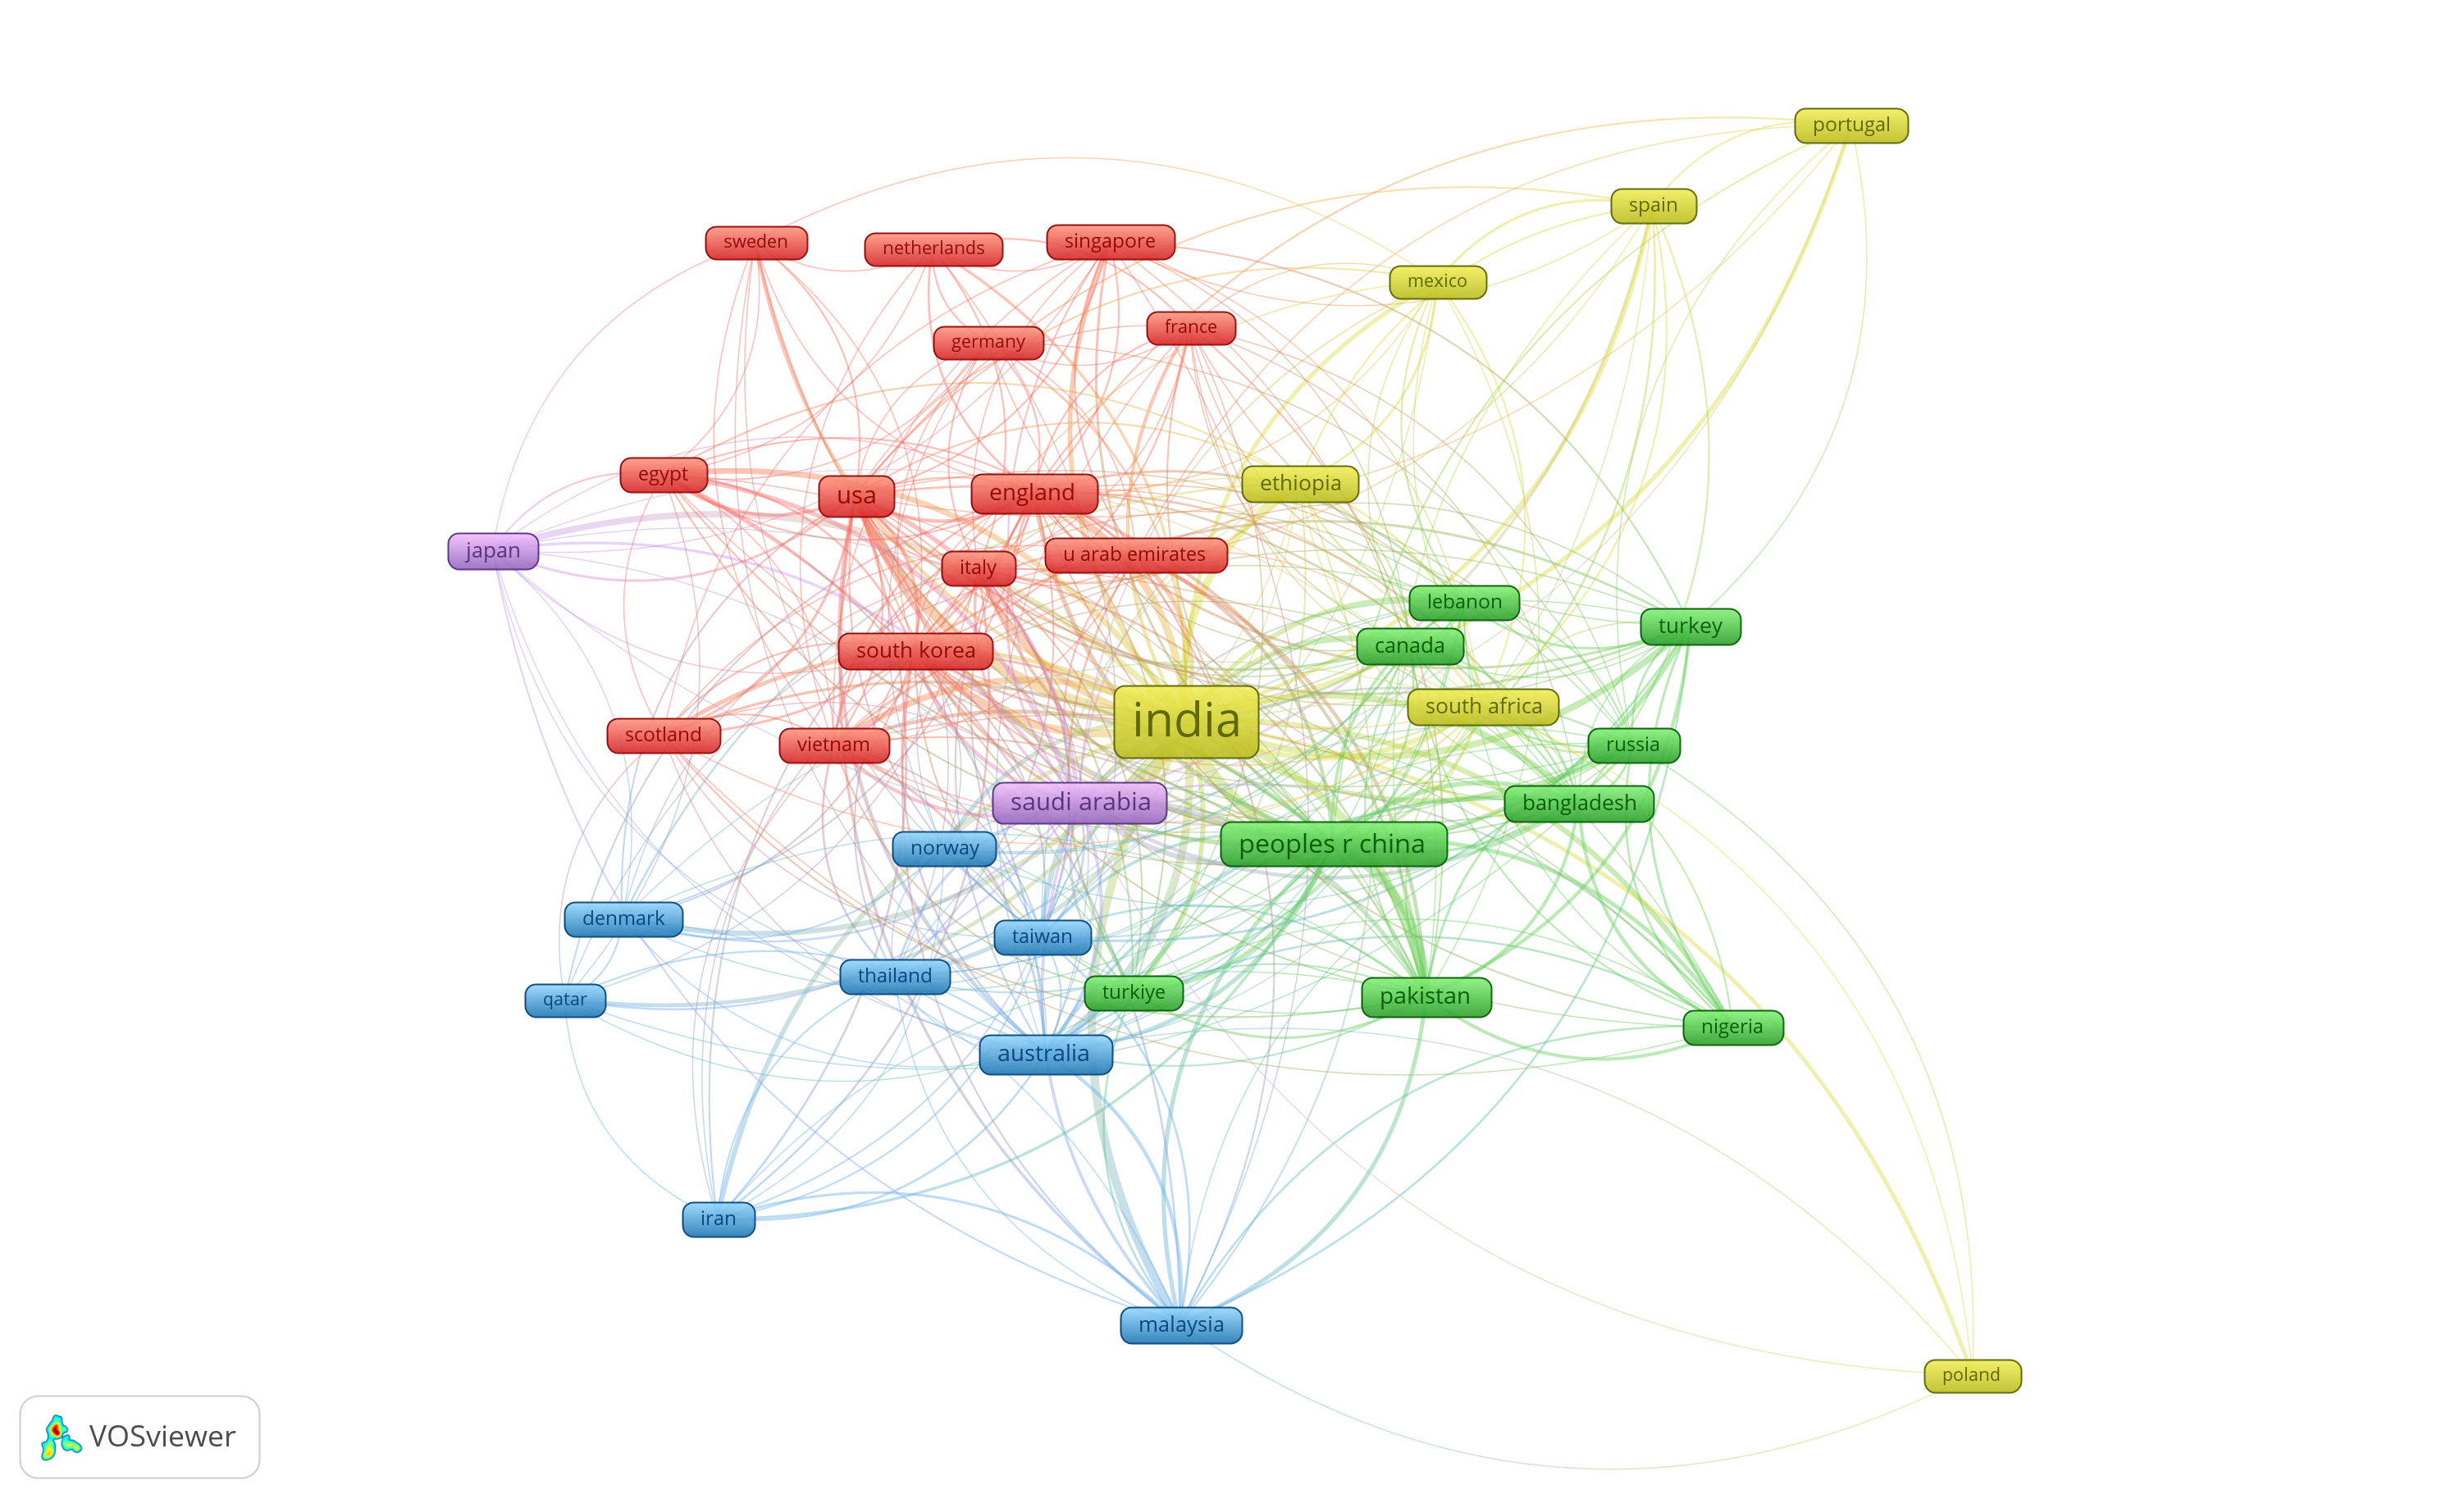 portugal
spain
sweden
netherlands
singapore
mexico
france
germany
egypt
usa
england
ethiopia
japan
italy
u arab emirates
lebanon
canada
turkey
south korea
india
south africa
scotland
vietnam
russia
saudi arabia
bangladesh
norway
peoples r china
denmark
taiwan
thailand
qatar
turkiye
pakistan
nigeria
australia
iran
malaysia
poland
VOSviewer